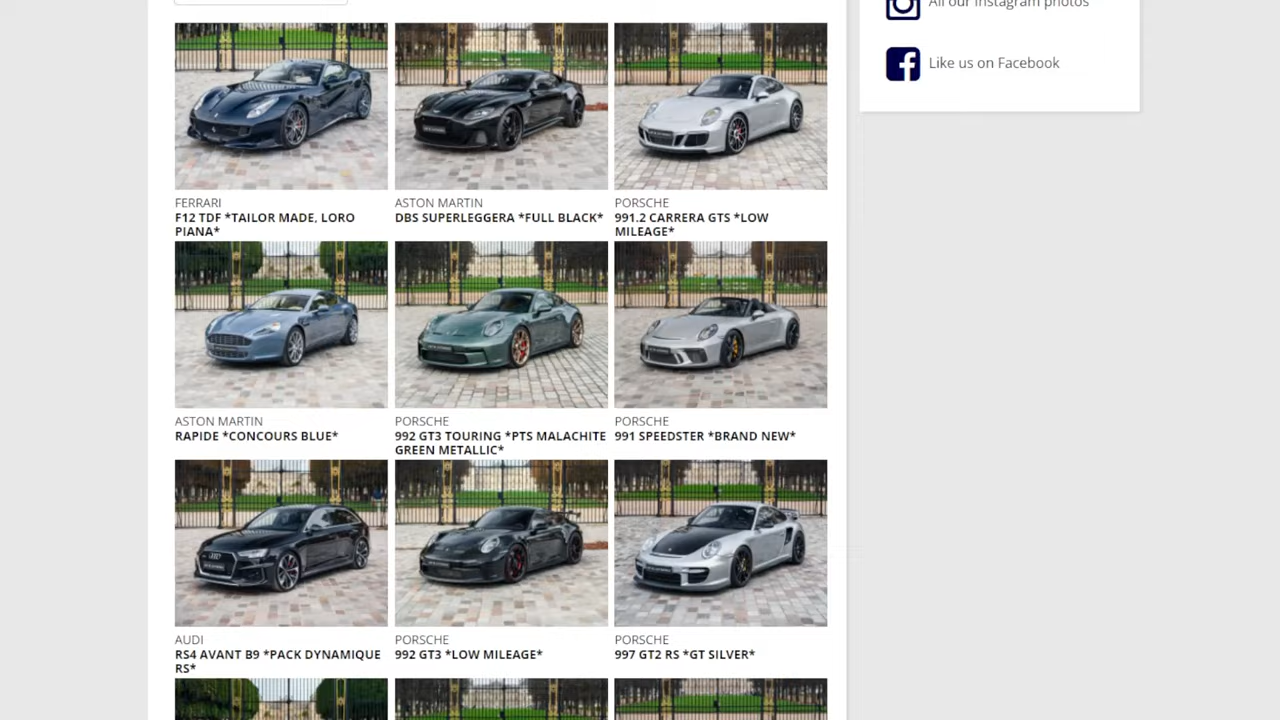 All our Instagram photos
Like us on Facebook
FERRARI
F12 TDF *TAILOR MADE, LORO
PIANA*
ASTON MARTIN
DBS SUPERLEGGERA *FULL BLACK*
PORSCHE
991.2 CARRERA GTS *LOW
MILEAGE*
ASTON MARTIN
RAPIDE *CONCOURS BLUE*
PORSCHE
992 GT3 TOURING *PTS MALACHITE
GREEN METALLIC*
PORSCHE
991 SPEEDSTER *BRAND NEW*
AUDI
RS4 AVANT B9 *PACK DYNAMIQUE
RS*
PORSCHE
992 GT3 *LOW MILEAGE*
PORSCHE
997 GT2 RS *GT SILVER*